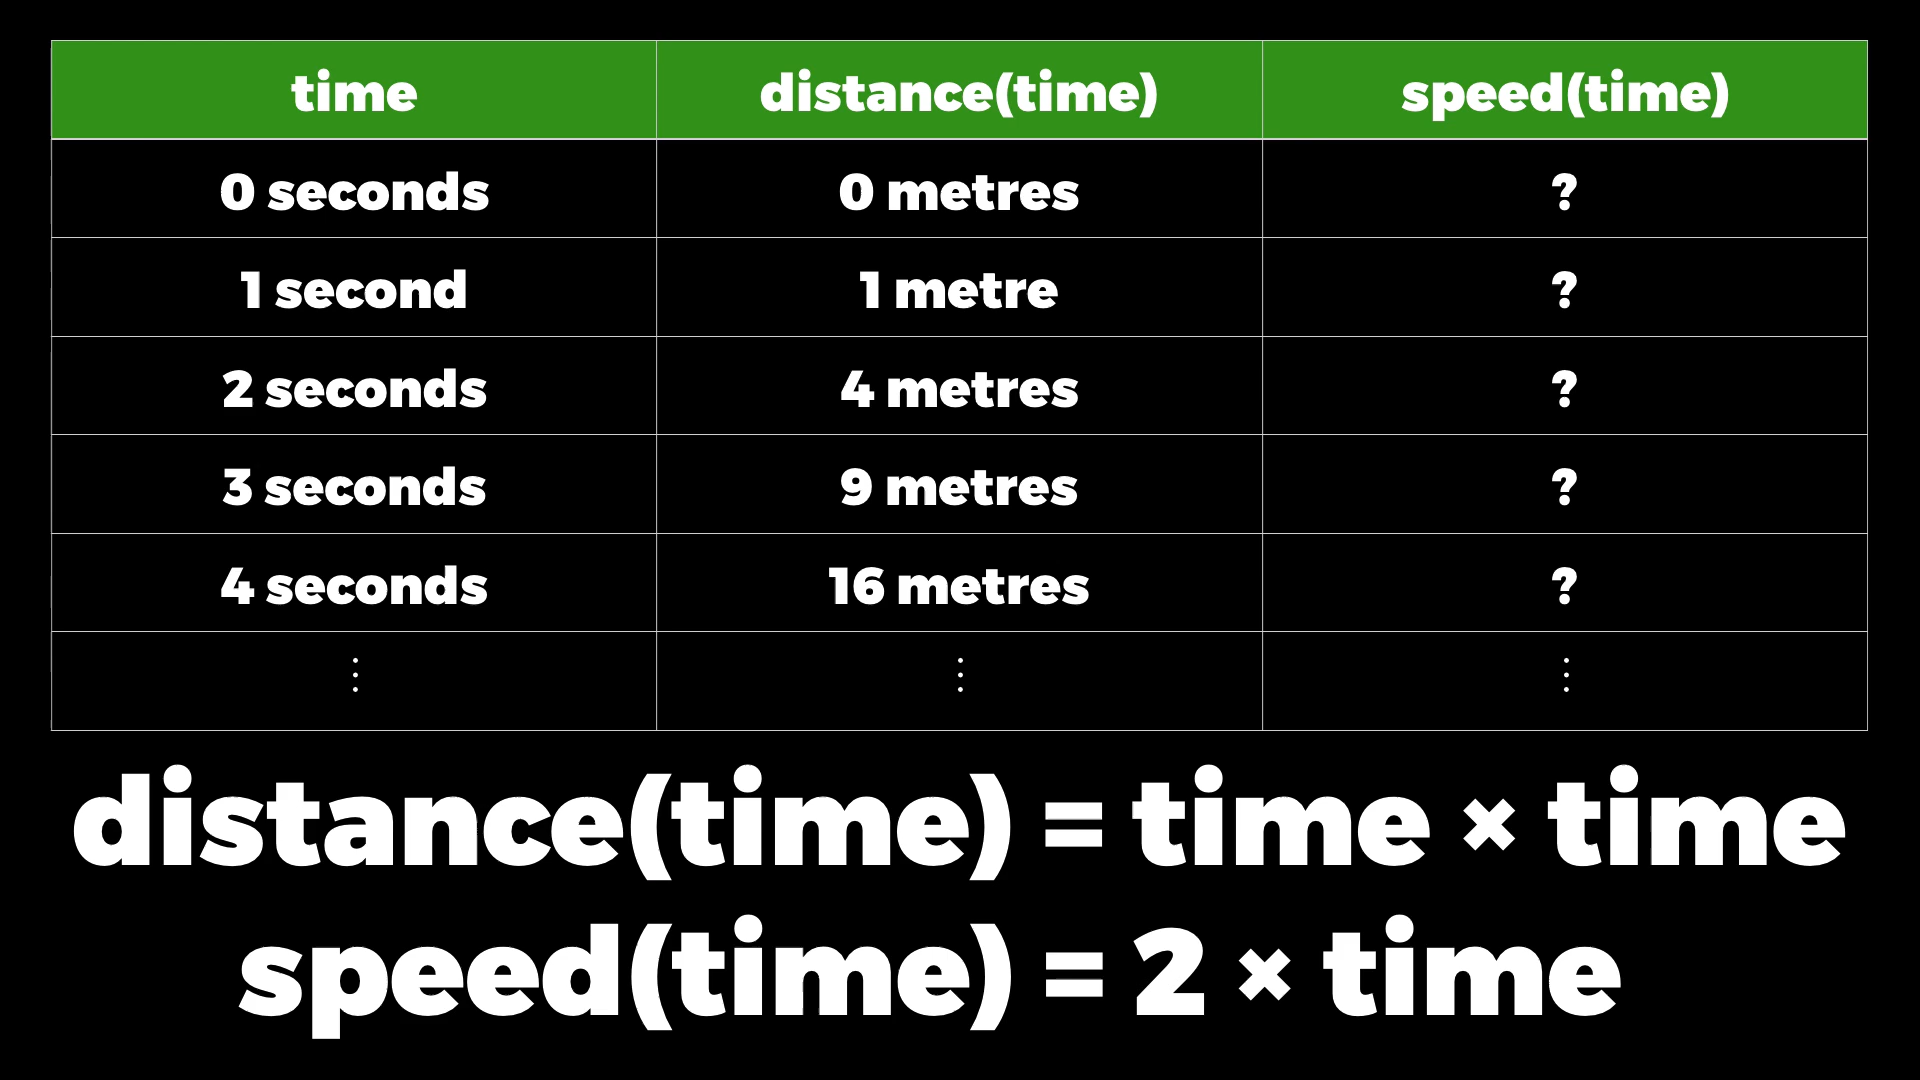 time distance(time) speed(time)
0 seconds 0 metres ?
1 second 1 metre ?
2 seconds 4 metres ?
3 seconds 9 metres ?
4 seconds 16 metres ?
⋮ ⋮ ⋮
distance(time) = time × time
speed(time) = 2 × time